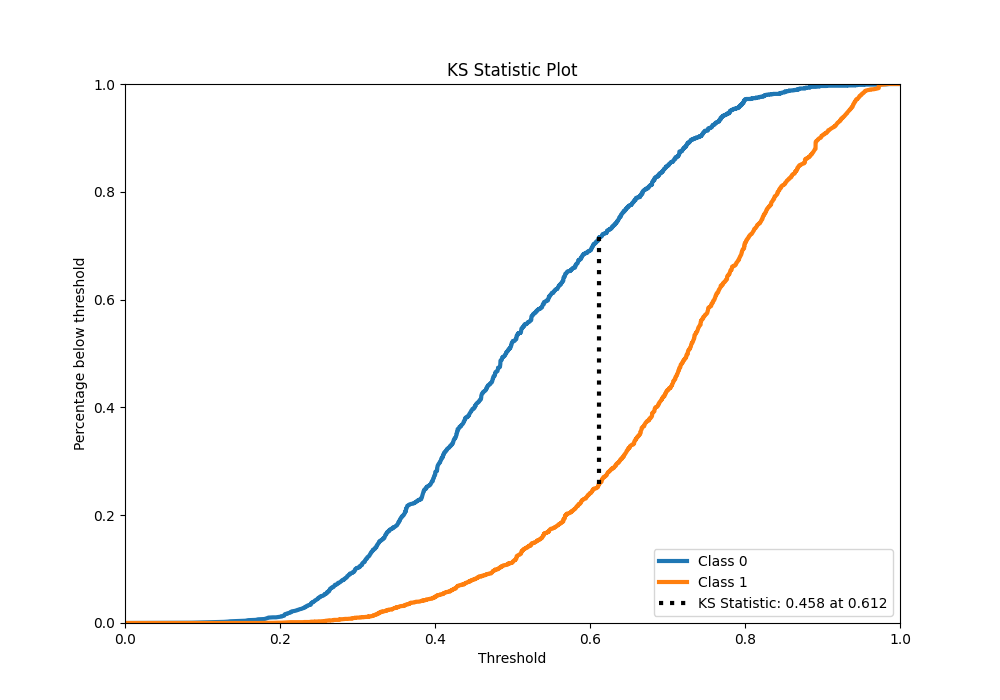 KS Statistic Plot
1.0
0.8
0.6
0.4
0.2
0.0
Percentage below threshold
0.0 0.2 0.4 0.6 0.8 1.0
Threshold
Class 0
Class 1
KS Statistic: 0.458 at 0.612